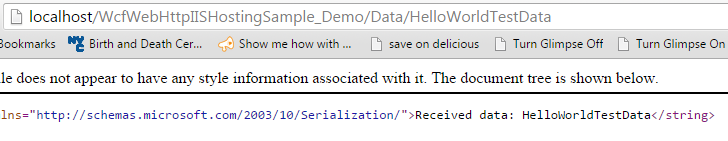 localhost/WcfWebHttpIISHostingSample_Demo/Data/HelloWorldTestData
Bookmarks Birth and Death Cer... Show me how with ... save on delicious Turn Glimpse Off Turn Glimpse On
le does not appear to have any style information associated with it. The document tree is shown below.
lns="http://schemas.microsoft.com/2003/10/Serialization/">Received data: HelloWorldTestData</string>